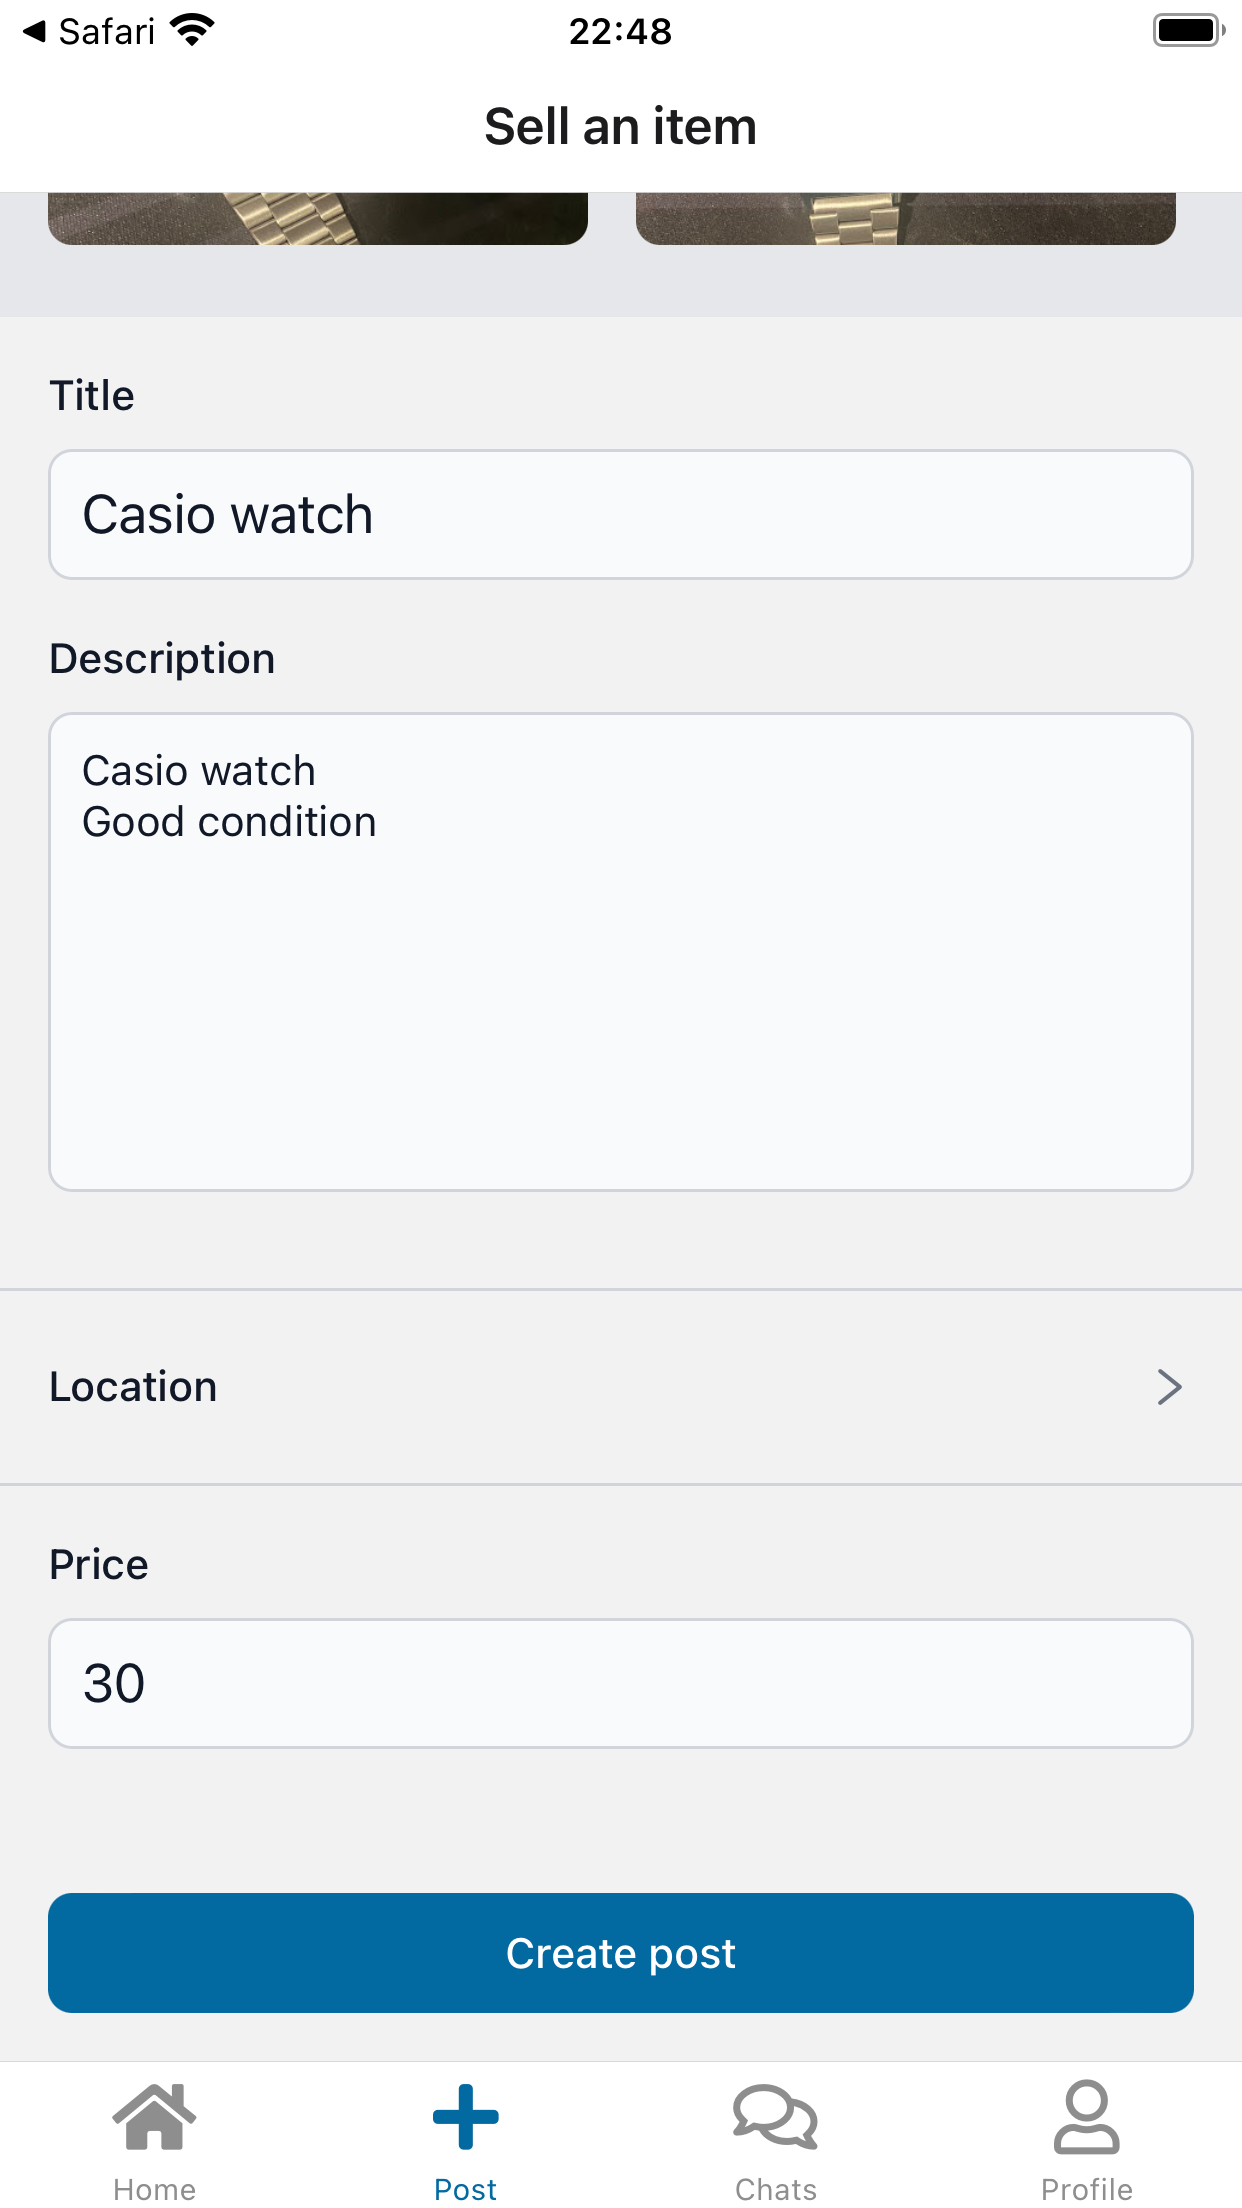 Safari
22:48
Sell an item
Title
Casio watch
Description
Casio watch
Good condition
Location
Price
30
Create post
Home
Post
Chats
Profile